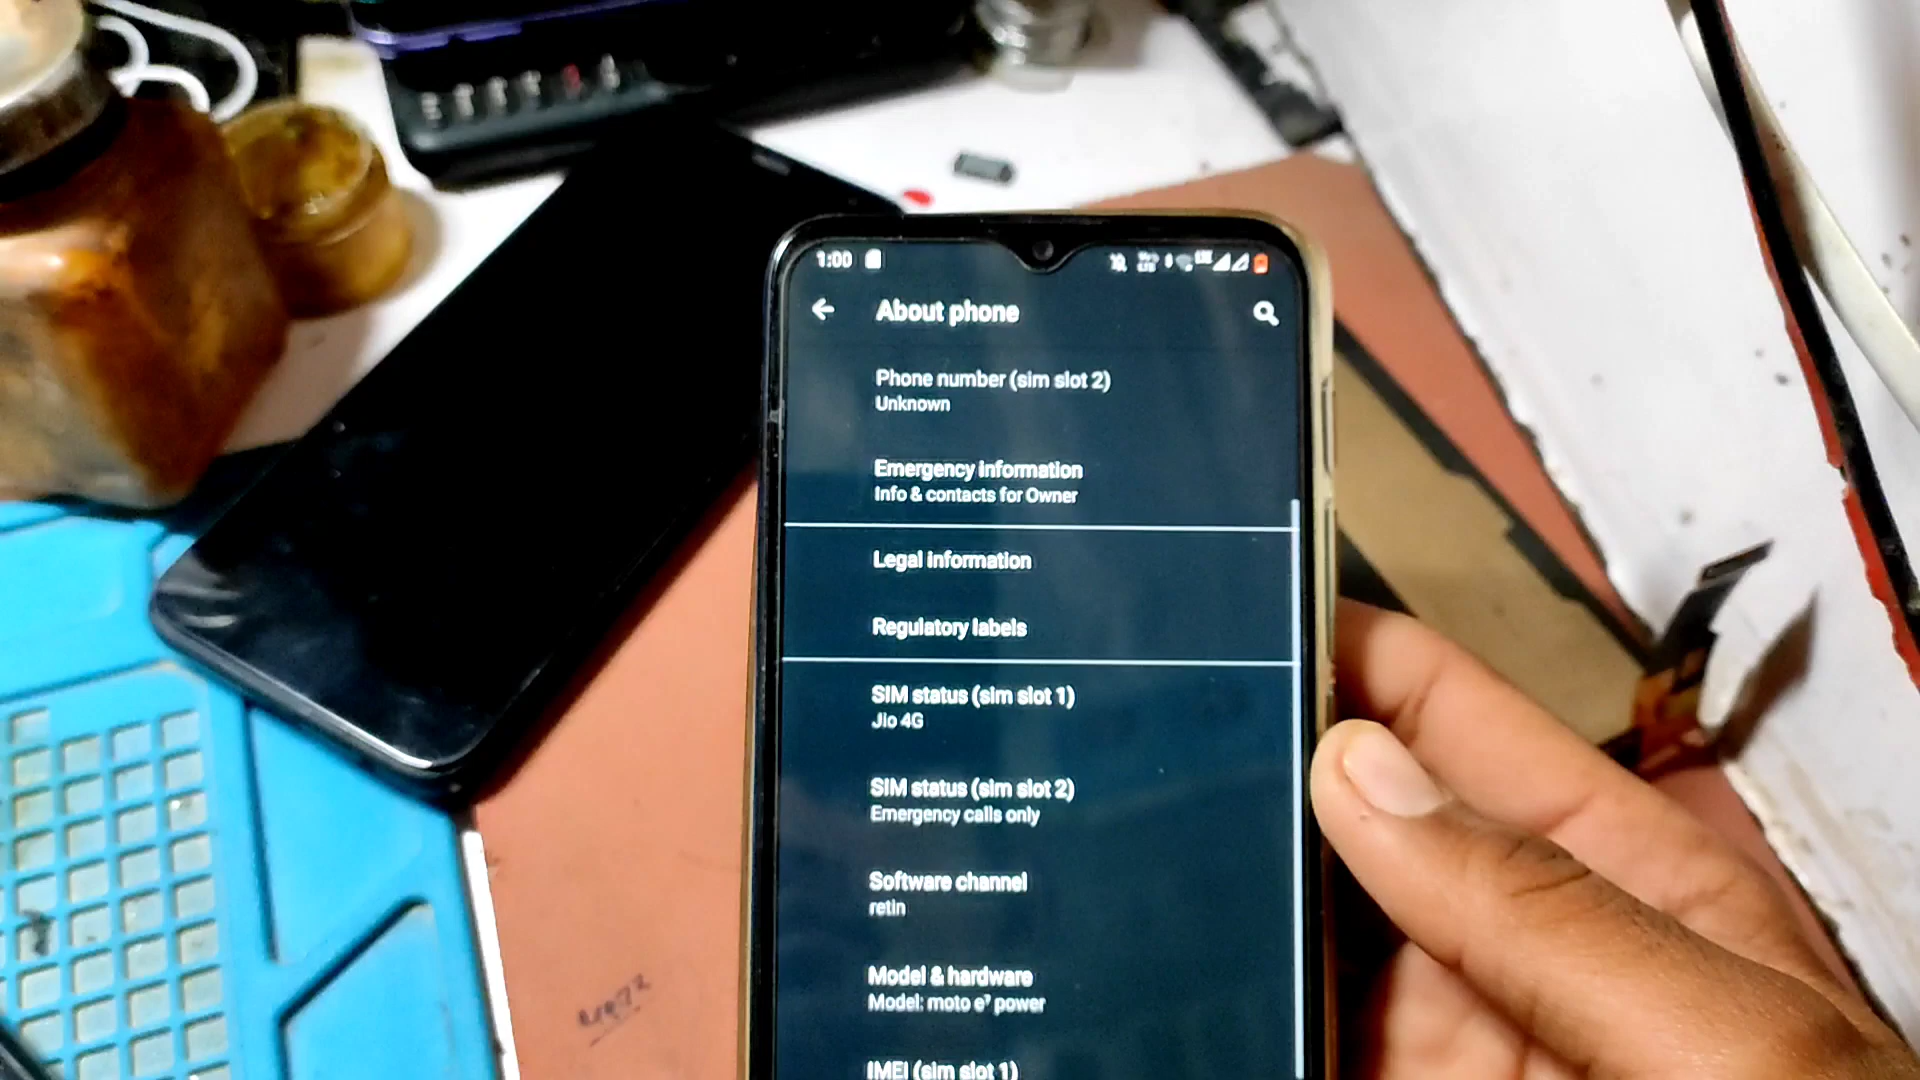 1:00
About phone
Phone number (sim slot 2)
Unknown
Emergency information
Info & contacts for Owner
Legal information
Regulatory labels
SIM status (sim slot 1)
Jio 4G
SIM status (sim slot 2)
Emergency calls only
Software channel
retin
Model & hardware
Model: moto e⁷ power
IMEI (sim slot 1)